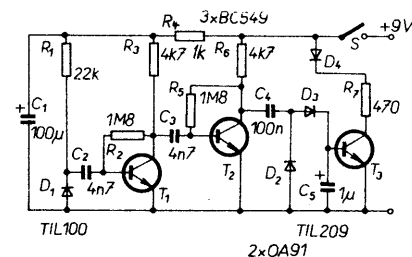 3×BC549
+9V
R1
22k
R3
4k7
R4
1k
R6
4k7
S
D4
R5
1M8
C4
100n
D3
R7
470
+
C1
100µ
1M8
R2
C3
4n7
C2
4n7
D1
T1
T2
D2
+
C5
1µ
T3
TIL100
TIL209
2×OA91